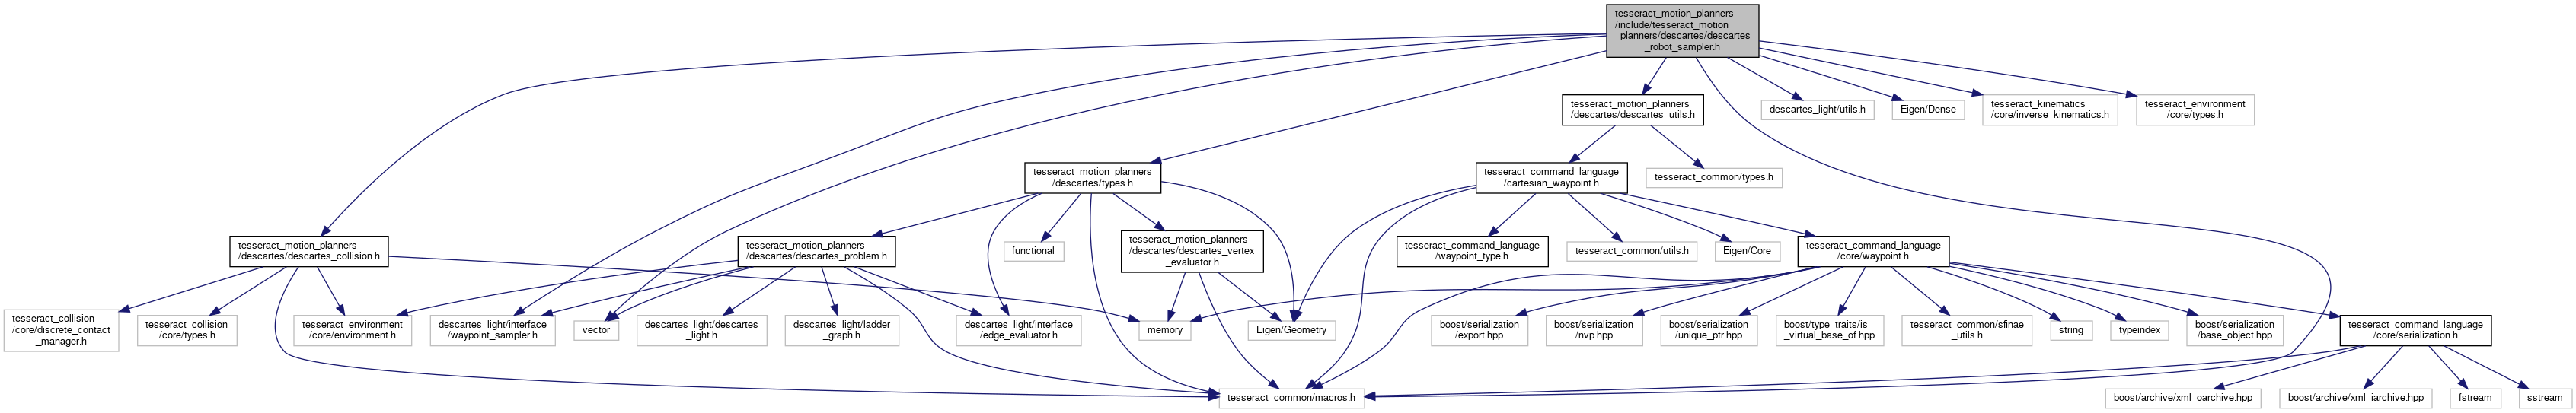 tesseract_motion_planners
/include/tesseract_motion
_planners/descartes/descartes
_robot_sampler.h
tesseract_motion_planners
/descartes/descartes_utils.h
descartes_light/utils.h
Eigen/Dense
tesseract_kinematics
/core/inverse_kinematics.h
tesseract_environment
/core/types.h
tesseract_motion_planners
/descartes/types.h
tesseract_command_language
/cartesian_waypoint.h
tesseract_common/types.h
tesseract_motion_planners
/descartes/descartes_collision.h
tesseract_motion_planners
/descartes/descartes_problem.h
functional
tesseract_motion_planners
/descartes/descartes_vertex
_evaluator.h
tesseract_command_language
/waypoint_type.h
tesseract_common/utils.h
Eigen/Core
tesseract_command_language
/core/waypoint.h
tesseract_collision
/core/discrete_contact
_manager.h
tesseract_collision
/core/types.h
tesseract_environment
/core/environment.h
descartes_light/interface
/waypoint_sampler.h
vector
descartes_light/descartes
_light.h
descartes_light/ladder
_graph.h
descartes_light/interface
/edge_evaluator.h
memory
Eigen/Geometry
boost/serialization
/export.hpp
boost/serialization
/nvp.hpp
boost/serialization
/unique_ptr.hpp
boost/type_traits/is
_virtual_base_of.hpp
tesseract_common/sfinae
_utils.h
string
typeindex
boost/serialization
/base_object.hpp
tesseract_command_language
/core/serialization.h
tesseract_common/macros.h
boost/archive/xml_oarchive.hpp
boost/archive/xml_iarchive.hpp
fstream
sstream